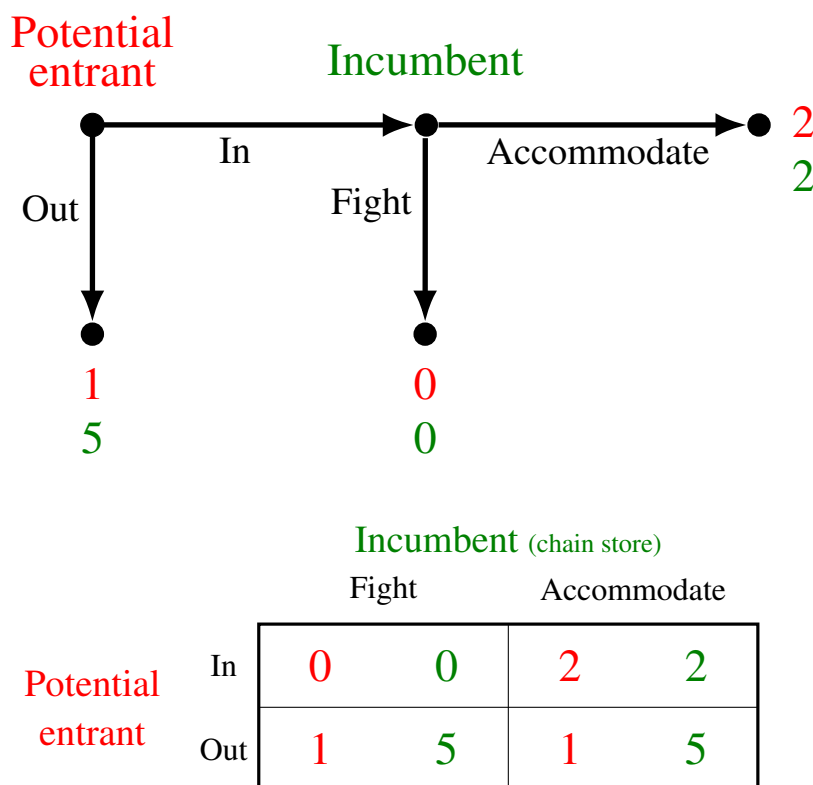 Potential
entrant
Incumbent
In
Accommodate
2
2
Out
Fight
1
5
0
0
Incumbent (chain store)
Fight Accommodate
In 0 0 2 2
Potential
entrant
Out 1 5 1 5